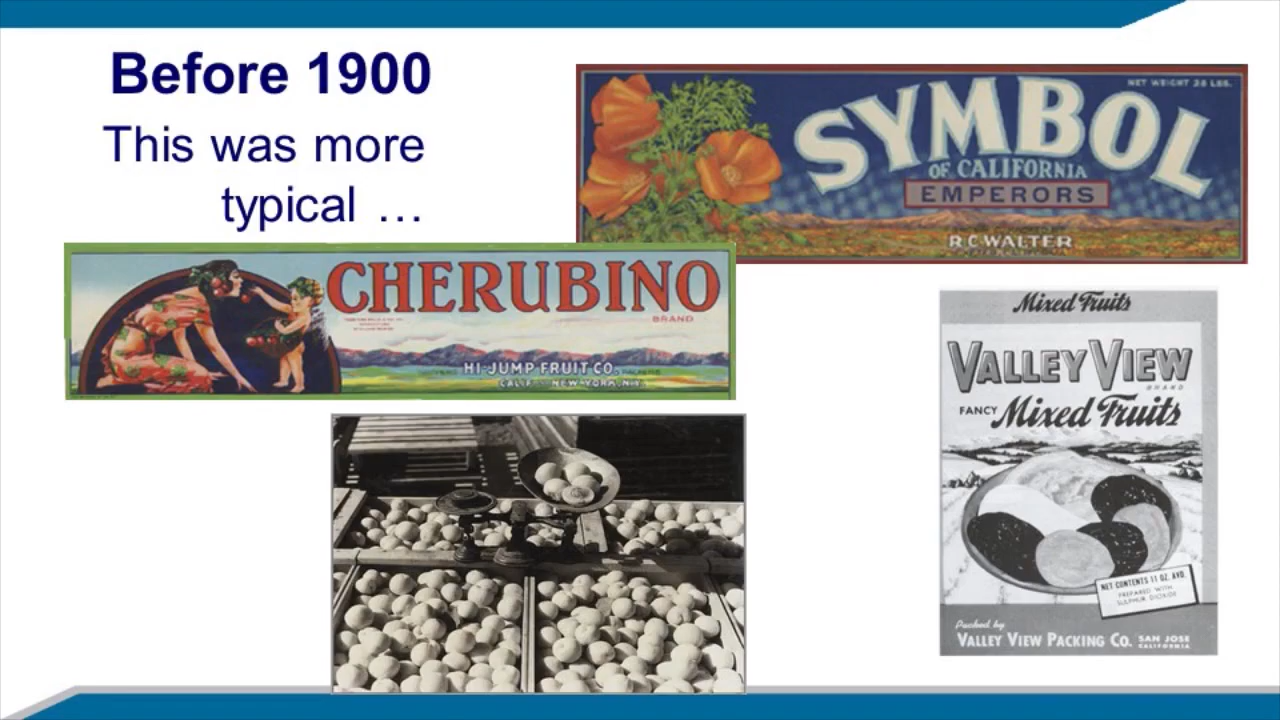 Before 1900
This was more
typical …
NET WEIGHT 28 LBS.
SYMBOL
OF CALIFORNIA
EMPERORS
R.C. WALTER
CHERUBINO
BRAND
HI-JUMP FRUIT CO.
CALIF. NEW YORK, N.Y.
Mixed Fruits
VALLEY VIEW
BRAND
FANCY Mixed Fruits
NET CONTENTS 11 OZ. AVD.
PREPARED WITH
SULPHUR DIOXIDE
Packed by
VALLEY VIEW PACKING CO. SAN JOSE
CALIFORNIA